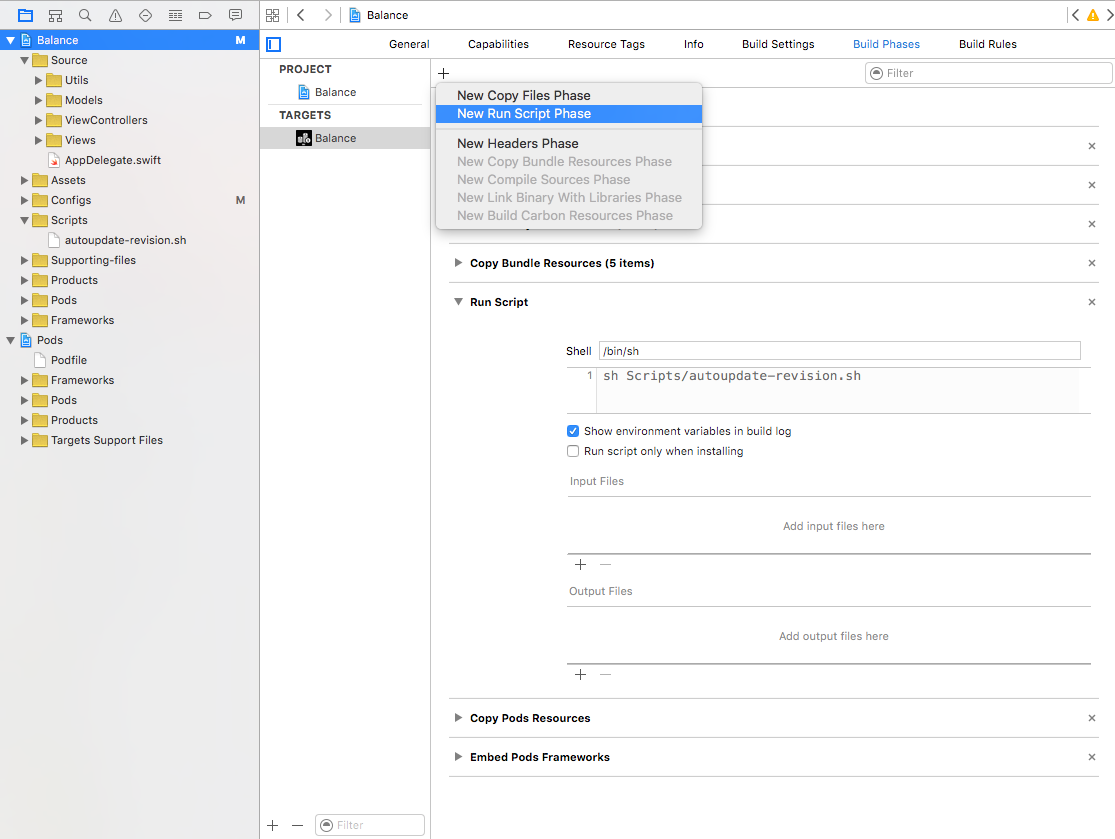 Balance
Balance M
Source
Utils
Models
ViewControllers
Views
AppDelegate.swift
Assets
Configs M
Scripts
autoupdate-revision.sh
Supporting-files
Products
Pods
Frameworks
Pods
Podfile
Frameworks
Pods
Products
Targets Support Files
General Capabilities Resource Tags Info Build Settings Build Phases Build Rules
PROJECT
Balance
TARGETS
Balance
Filter
Filter
New Copy Files Phase
New Run Script Phase
New Headers Phase
New Copy Bundle Resources Phase
New Compile Sources Phase
New Link Binary With Libraries Phase
New Build Carbon Resources Phase
Copy Bundle Resources (5 items)
Run Script
Shell /bin/sh
1 sh Scripts/autoupdate-revision.sh
Show environment variables in build log
Run script only when installing
Input Files
Add input files here
Output Files
Add output files here
Copy Pods Resources
Embed Pods Frameworks